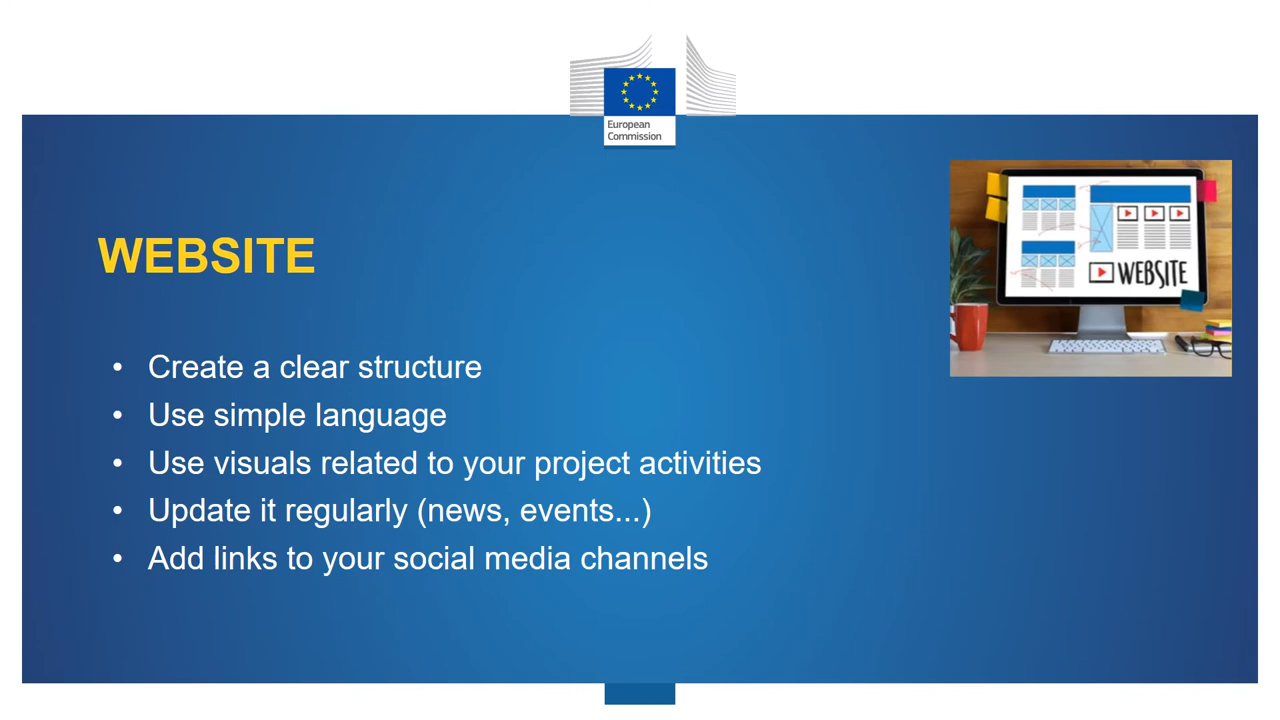 European
Commission
WEBSITE
WEBSITE
• Create a clear structure
• Use simple language
• Use visuals related to your project activities
• Update it regularly (news, events...)
• Add links to your social media channels